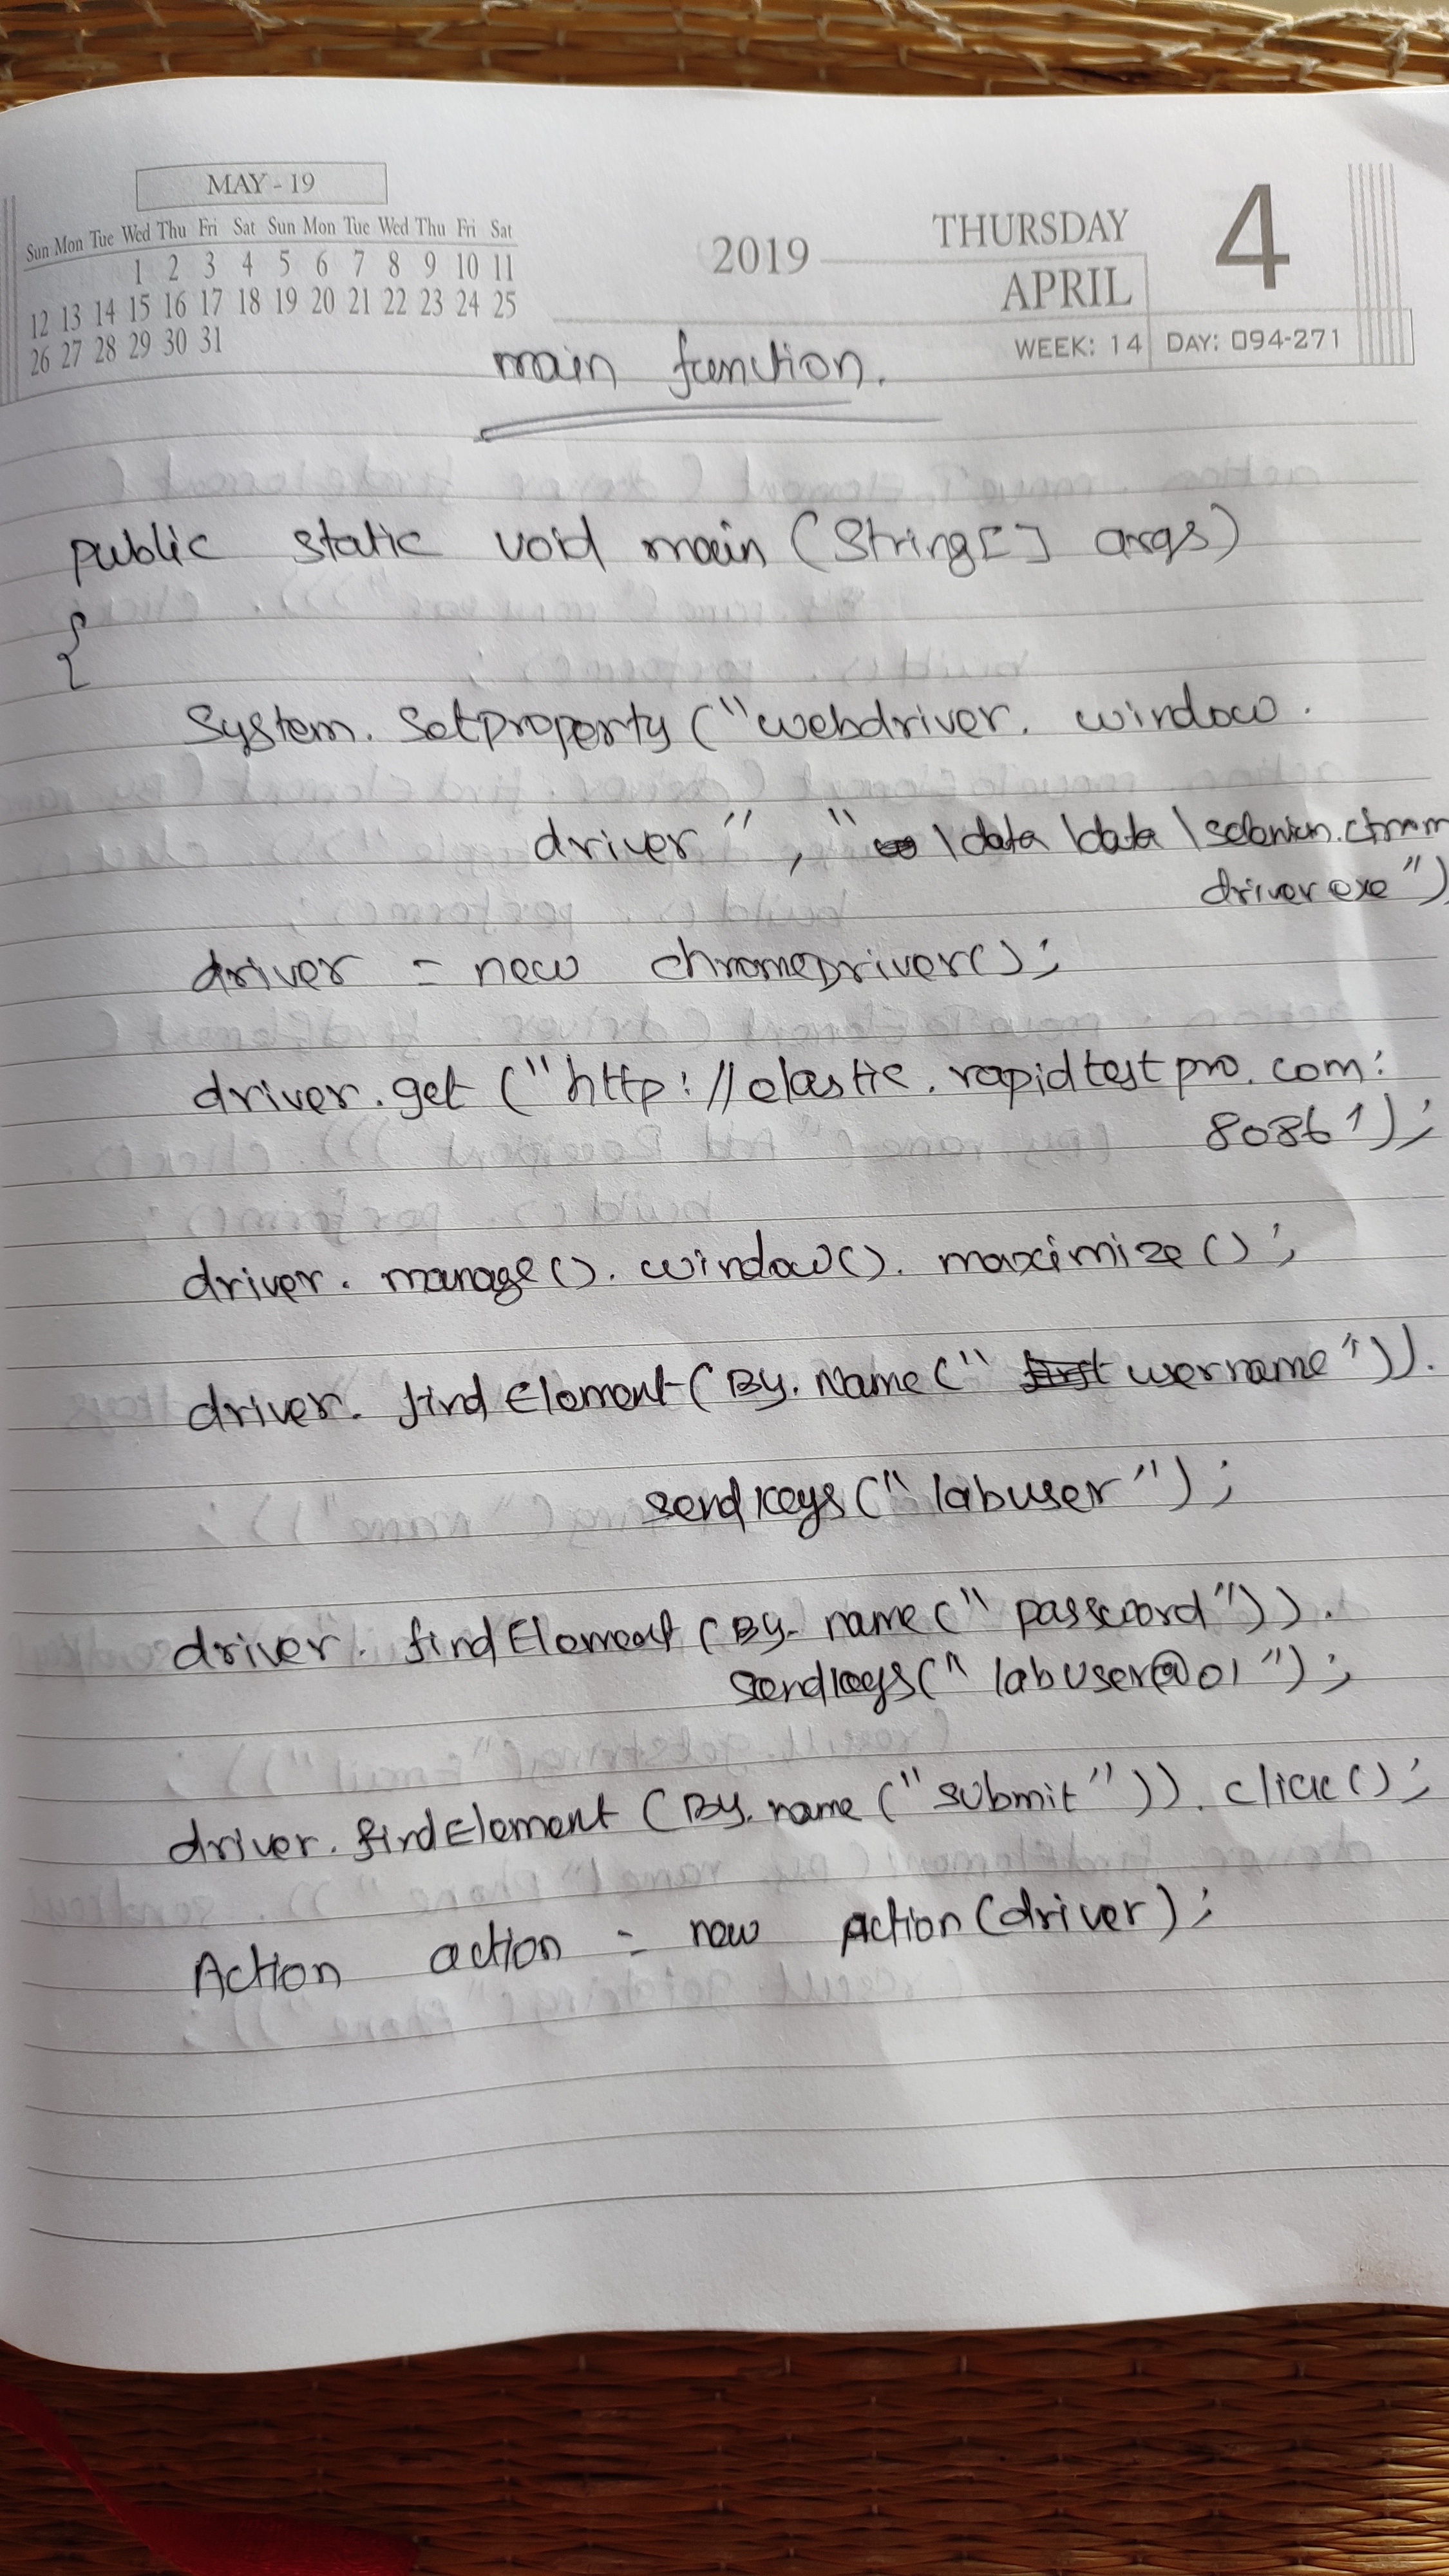 MAY - 19
Sun Mon Tue Wed Thu Fri Sat Sun Mon Tue Wed Thu Fri Sat
1 2 3 4 5 6 7 8 9 10 11
12 13 14 15 16 17 18 19 20 21 22 23 24 25
26 27 28 29 30 31
2019
THURSDAY
APRIL
4
WEEK: 14 DAY: 094-271
main function.
public static void main (String[] args)
{
System. Setproperty ("webdriver. window.
driver", " \data \data \selenium.chrom
driver exe")
driver = new chromeDriver();
driver.get ("http://elastic.rapidtestpro.com:
8086");
driver. manage(). window(). maximize();
driver. find Element (By. Name (" username")).
sendkeys("labuser");
driver. findElement (By. name ("password")).
sendkeys("labuser@01");
driver. findElement (By. name ("submit")). click();
Action action = new Action(driver);